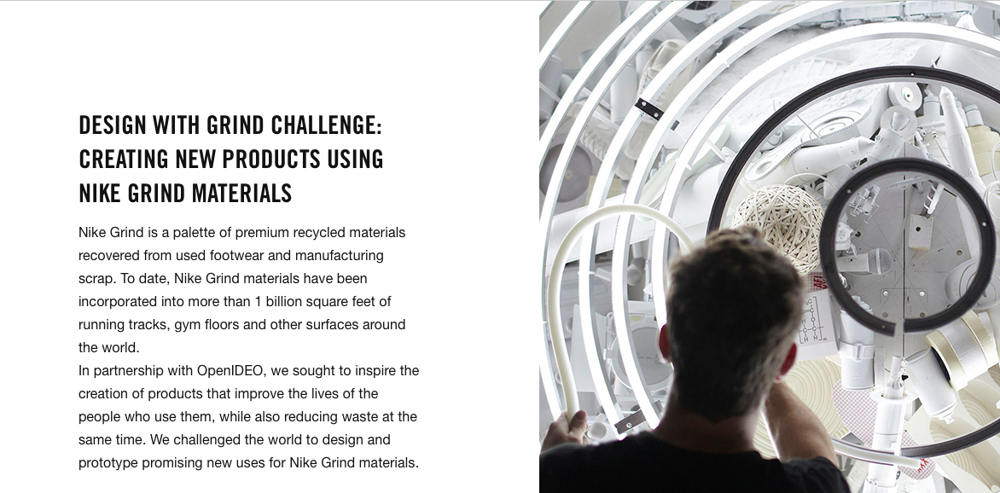 DESIGN WITH GRIND CHALLENGE:
CREATING NEW PRODUCTS USING
NIKE GRIND MATERIALS
Nike Grind is a palette of premium recycled materials
recovered from used footwear and manufacturing
scrap. To date, Nike Grind materials have been
incorporated into more than 1 billion square feet of
running tracks, gym floors and other surfaces around
the world.
In partnership with OpenIDEO, we sought to inspire the
creation of products that improve the lives of the
people who use them, while also reducing waste at the
same time. We challenged the world to design and
prototype promising new uses for Nike Grind materials.